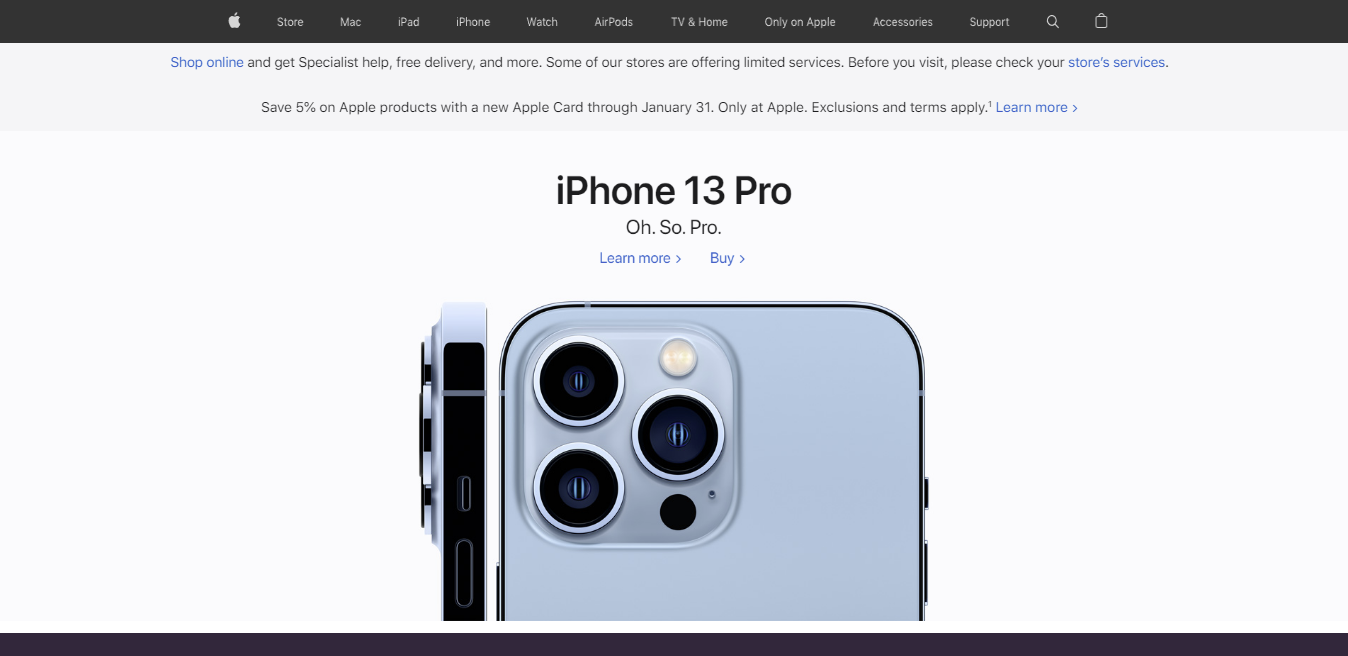 Store Mac iPad iPhone Watch AirPods TV & Home Only on Apple Accessories Support
Shop online and get Specialist help, free delivery, and more. Some of our stores are offering limited services. Before you visit, please check your store’s services.
Save 5% on Apple products with a new Apple Card through January 31. Only at Apple. Exclusions and terms apply.¹ Learn more >
iPhone 13 Pro
Oh. So. Pro.
Learn more > Buy >